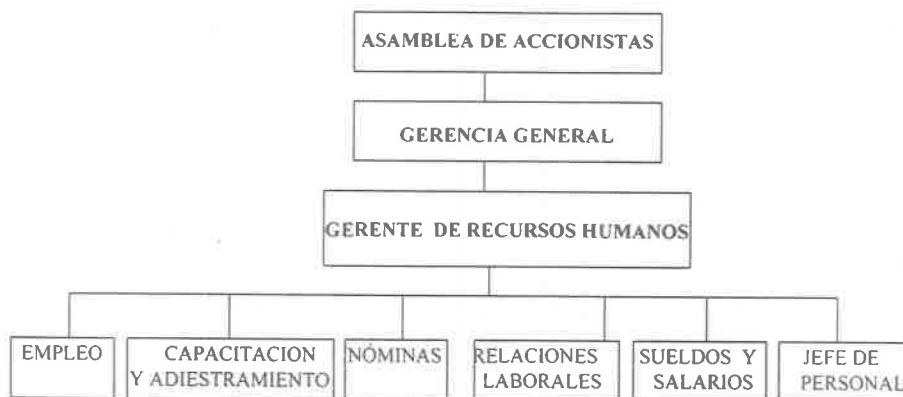 ASAMBLEA DE ACCIONISTAS
GERENCIA GENERAL
GERENTE DE RECURSOS HUMANOS
EMPLEO
CAPACITACION
Y ADIESTRAMIENTO
NÓMINAS
RELACIONES
LABORALES
SUELDOS Y
SALARIOS
JEFE DE
PERSONAL